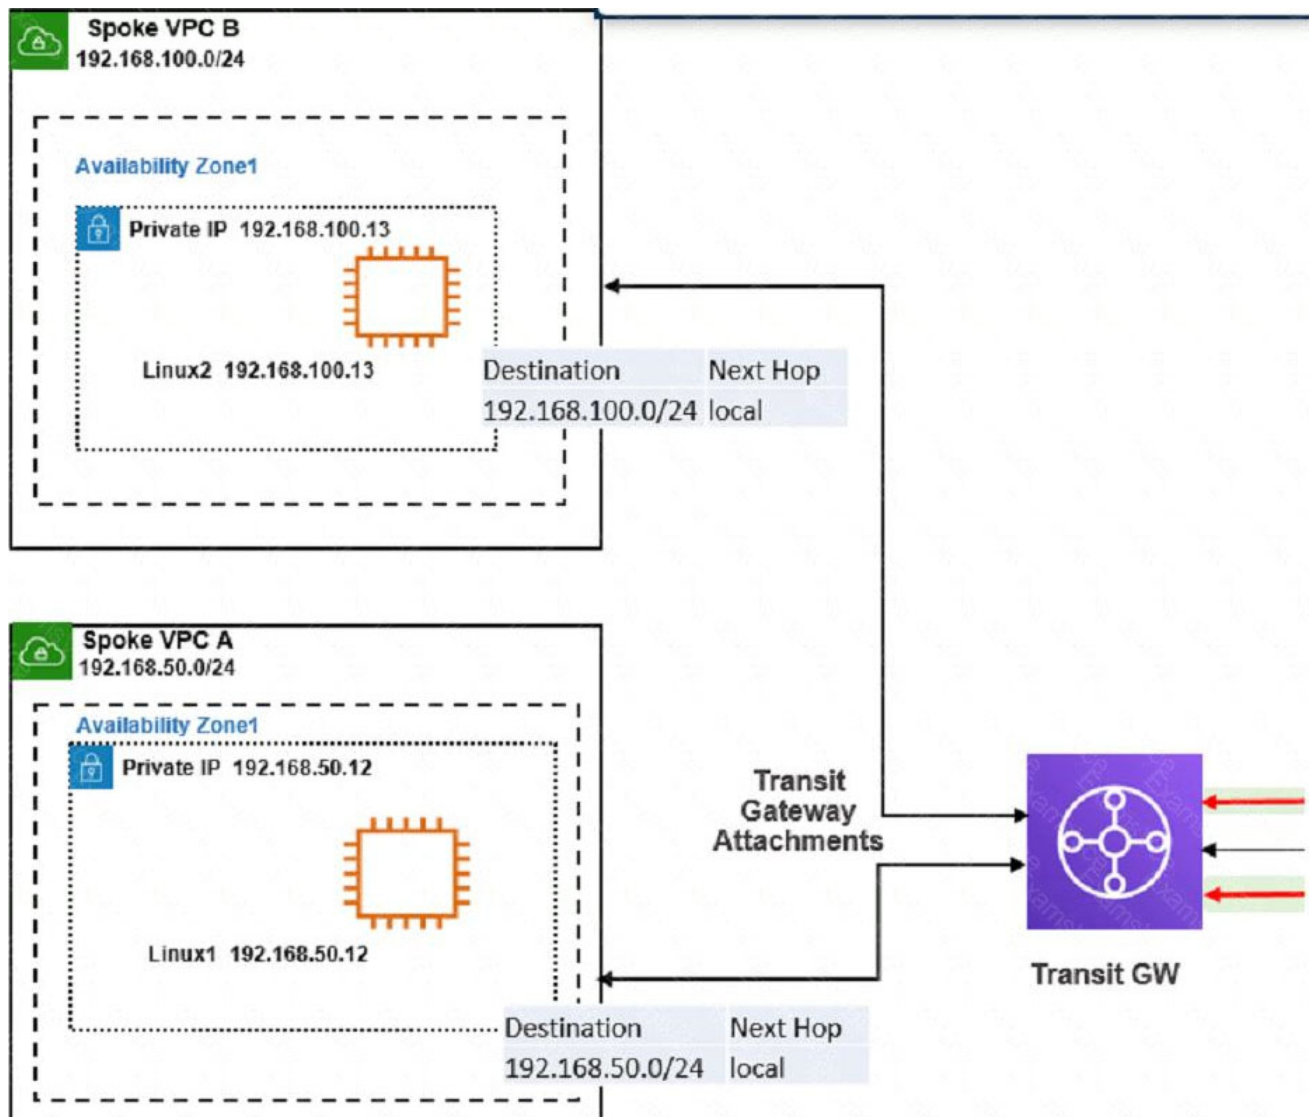 Spoke VPC B
192.168.100.0/24
Availability Zone1
Private IP 192.168.100.13
Linux2 192.168.100.13
Destination Next Hop
192.168.100.0/24 local
Spoke VPC A
192.168.50.0/24
Availability Zone1
Private IP 192.168.50.12
Linux1 192.168.50.12
Transit
Gateway
Attachments
Transit GW
Destination Next Hop
192.168.50.0/24 local